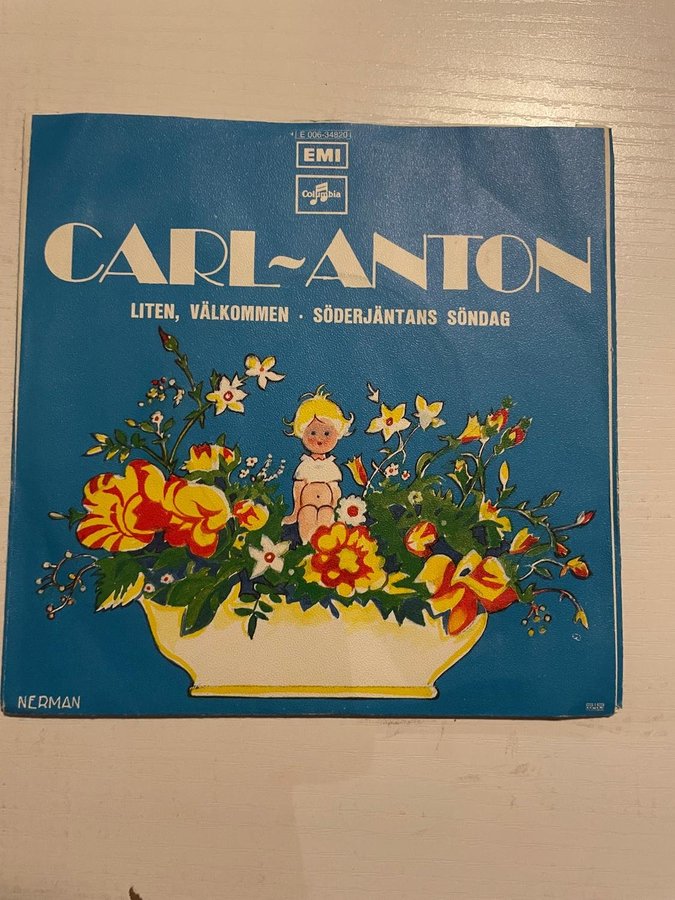 E 006-34820
EMI
Columbia
CARL~ANTON
LITEN, VÄLKOMMEN · SÖDERJÄNTANS SÖNDAG
NERMAN